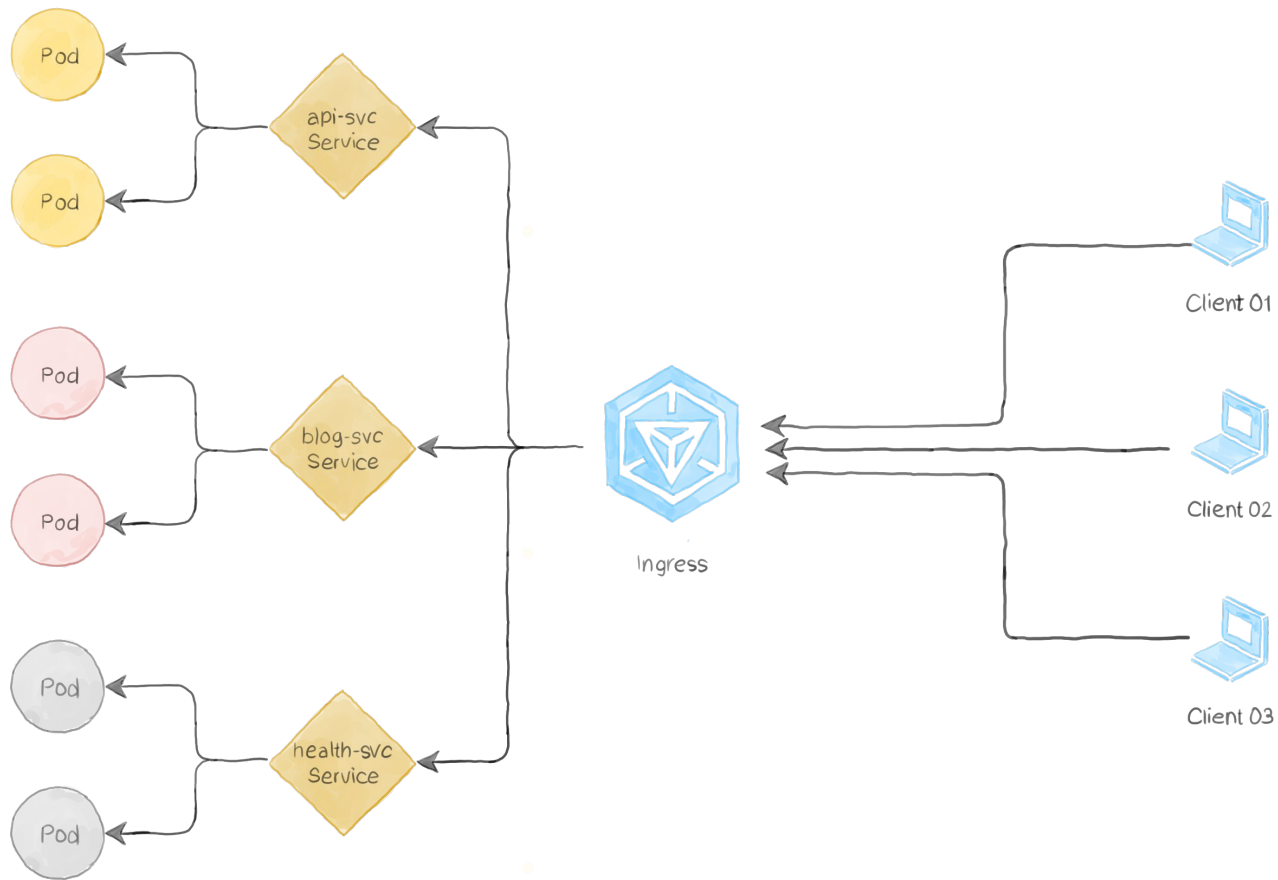 Pod
api-svc
Service
Pod
Client 01
Pod
blog-svc
Service
Pod
Client 02
Ingress
Pod
health-svc
Service
Client 03
Pod